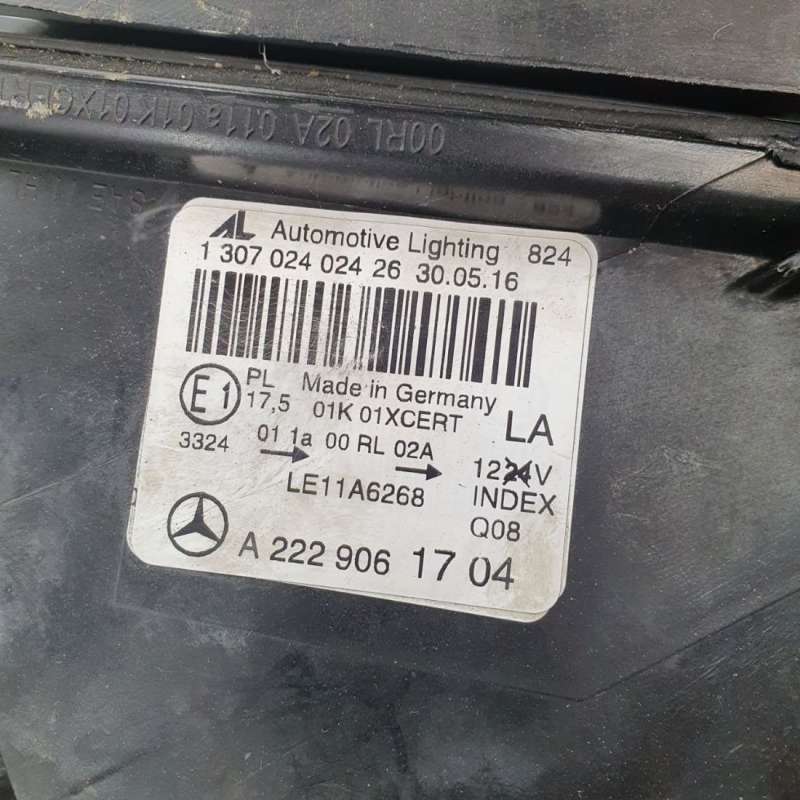 00RL 02A 011a 01K 01XCERT
AL Automotive Lighting 824
1 307 024 024 26 30.05.16
E1 PL Made in Germany
17,5 01K 01XCERT LA
3324 01 1a 00 RL 02A
1224V
LE11A6268 INDEX
Q08
A 222 906 17 04